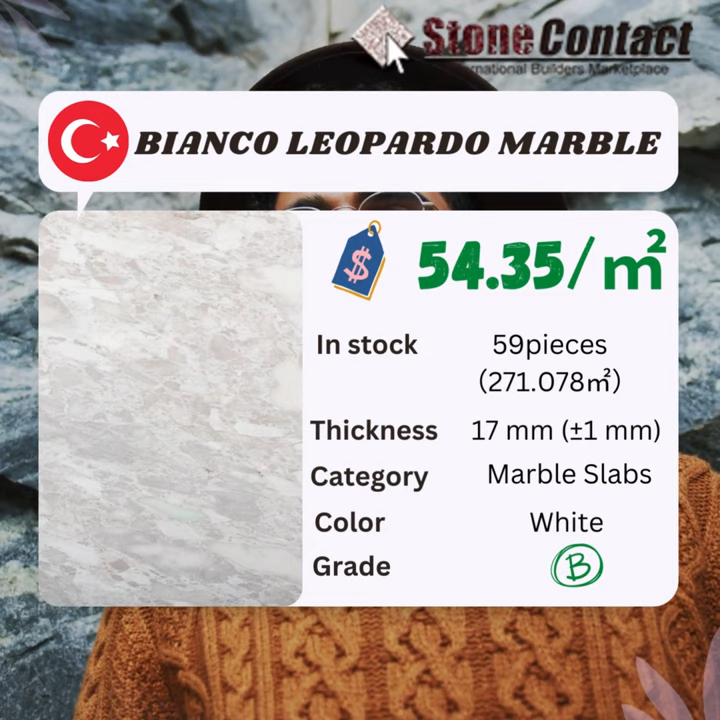 StoneContact
national Builders Marketplace
BIANCO LEOPARDO MARBLE
$
54.35/m²
In stock 59pieces
(271.078㎡)
Thickness 17 mm (±1 mm)
Category Marble Slabs
Color White
Grade B